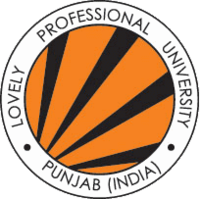 LOVELY PROFESSIONAL UNIVERSITY
PUNJAB (INDIA)